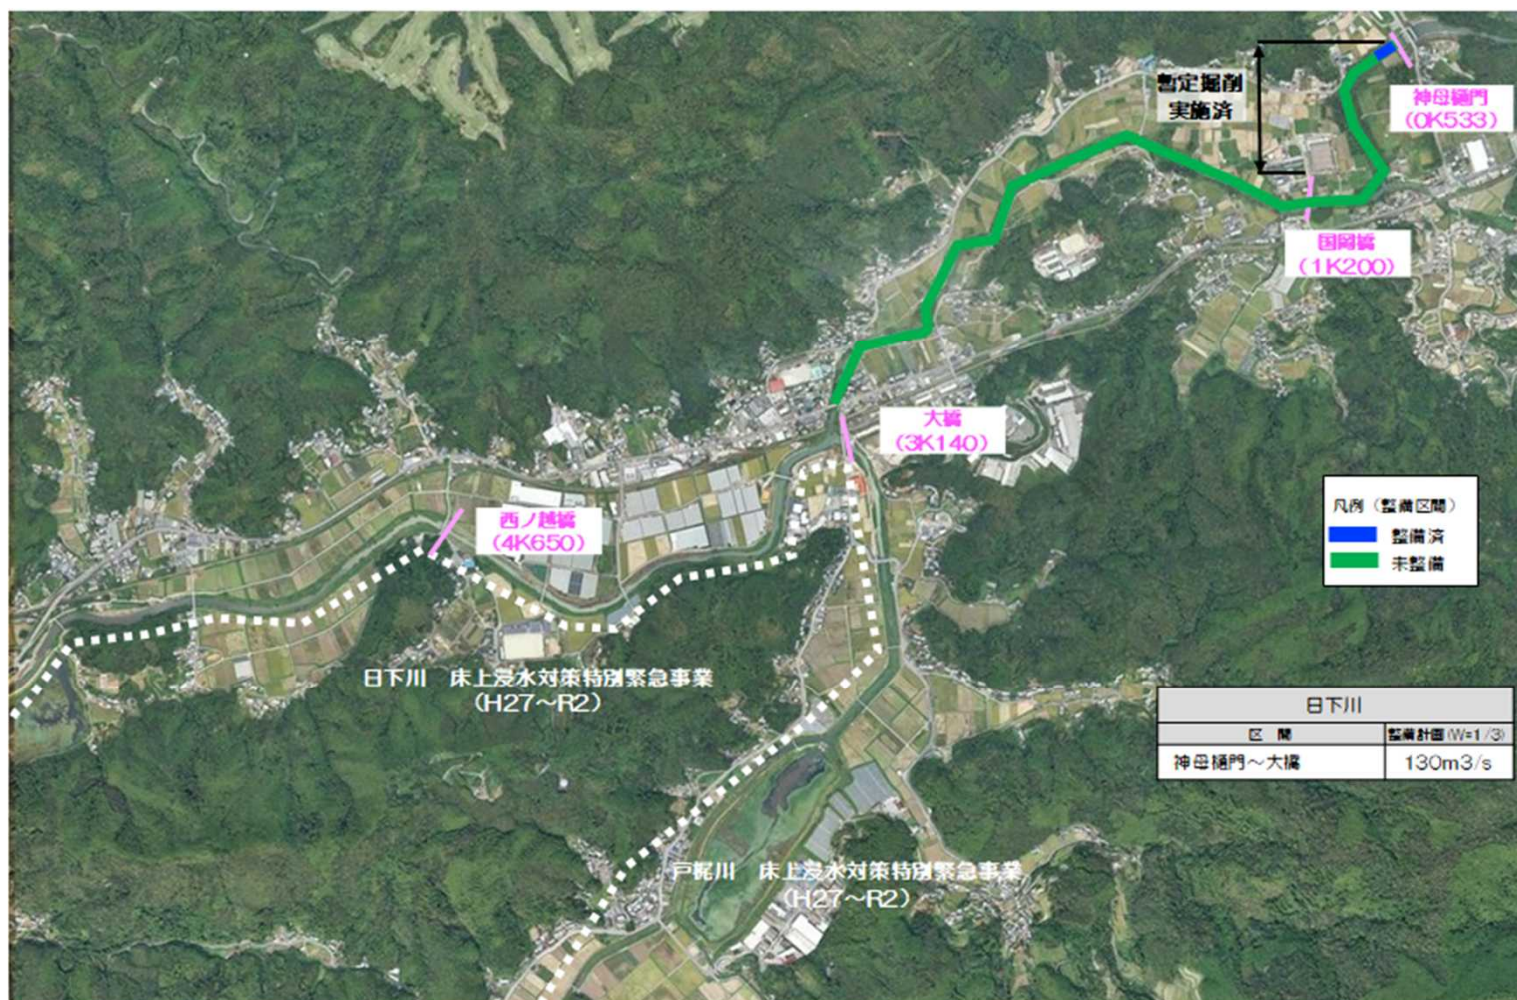 暫定掘削
実施済
神母樋門
(0K533)
国岡橋
(1K200)
大橋
(3K140)
西ノ越橋
(4K650)
凡例（整備区間）
整備済
未整備
日下川　床上浸水対策特別緊急事業
(H27～R2)
日下川
区　間
整備計画(W=1/3)
神母樋門～大橋
130m3/s
戸梶川　床上浸水対策特別緊急事業
(H27～R2)